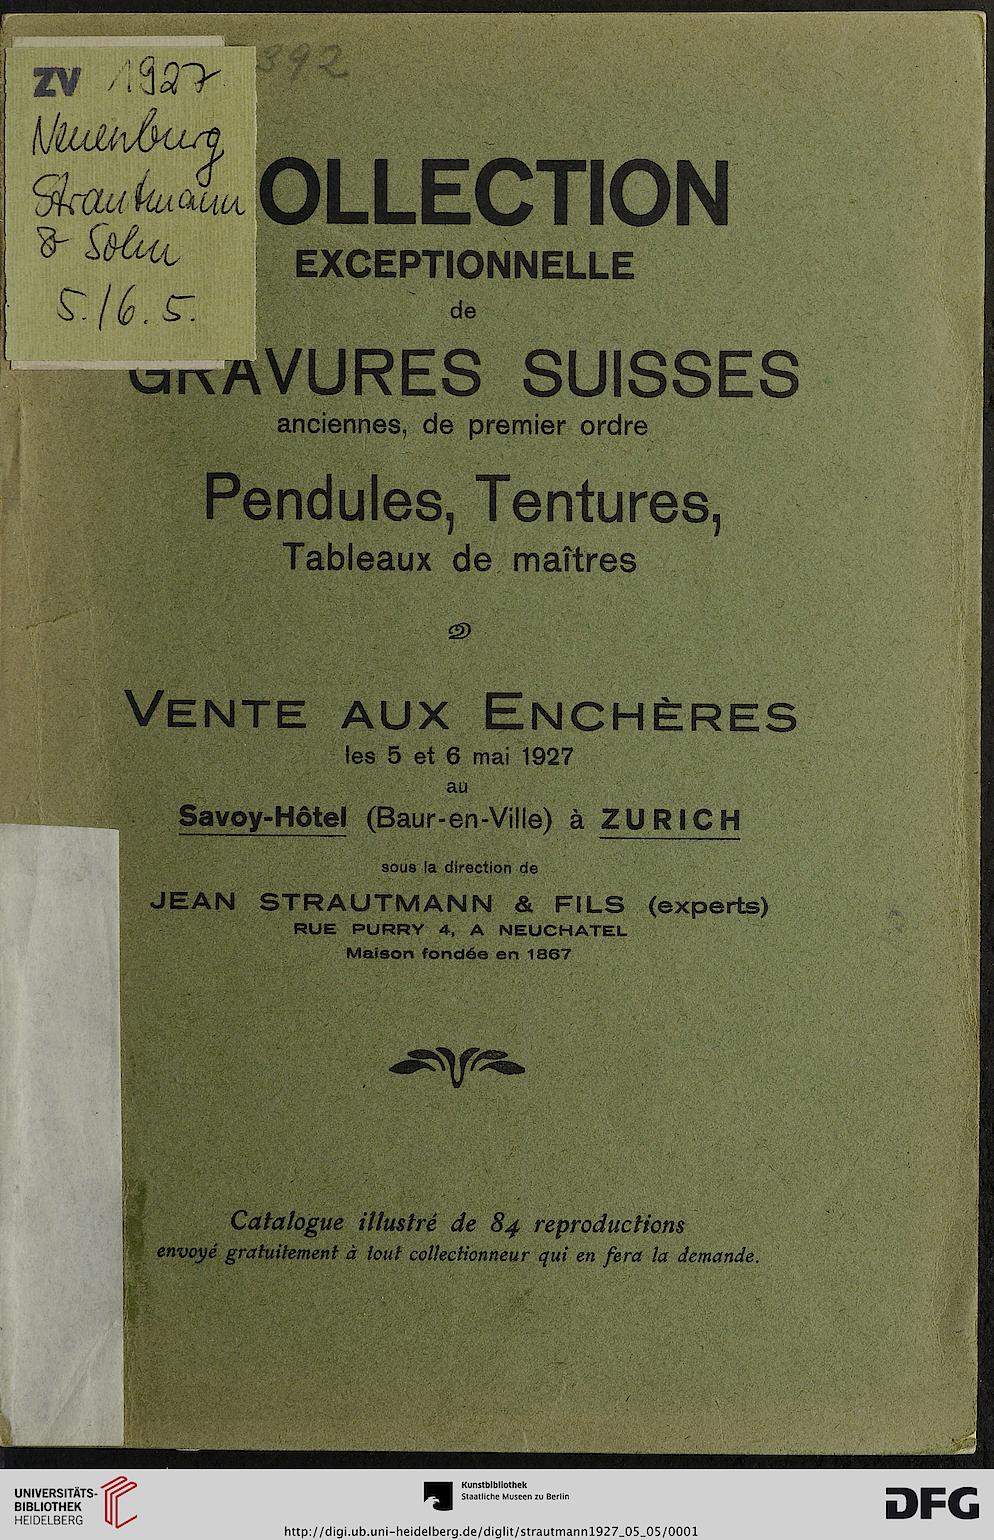 392
ZV 1927
Neuenburg
Strautmann
& Sohn
5./6. 5.
OLLECTION
EXCEPTIONNELLE
de
GRAVURES SUISSES
anciennes, de premier ordre
Pendules, Tentures,
Tableaux de maîtres
VENTE AUX ENCHÈRES
les 5 et 6 mai 1927
au
Savoy-Hôtel (Baur-en-Ville) à ZURICH
sous la direction de
JEAN STRAUTMANN & FILS (experts)
RUE PURRY 4, A NEUCHATEL
Maison fondée en 1867
Catalogue illustré de 84 reproductions
envoyé gratuitement à tout collectionneur qui en fera la demande.
UNIVERSITÄTS-
BIBLIOTHEK
HEIDELBERG
Kunstbibliothek
Staatliche Museen zu Berlin
DFG
http://digi.ub.uni-heidelberg.de/diglit/strautmann1927_05_05/0001